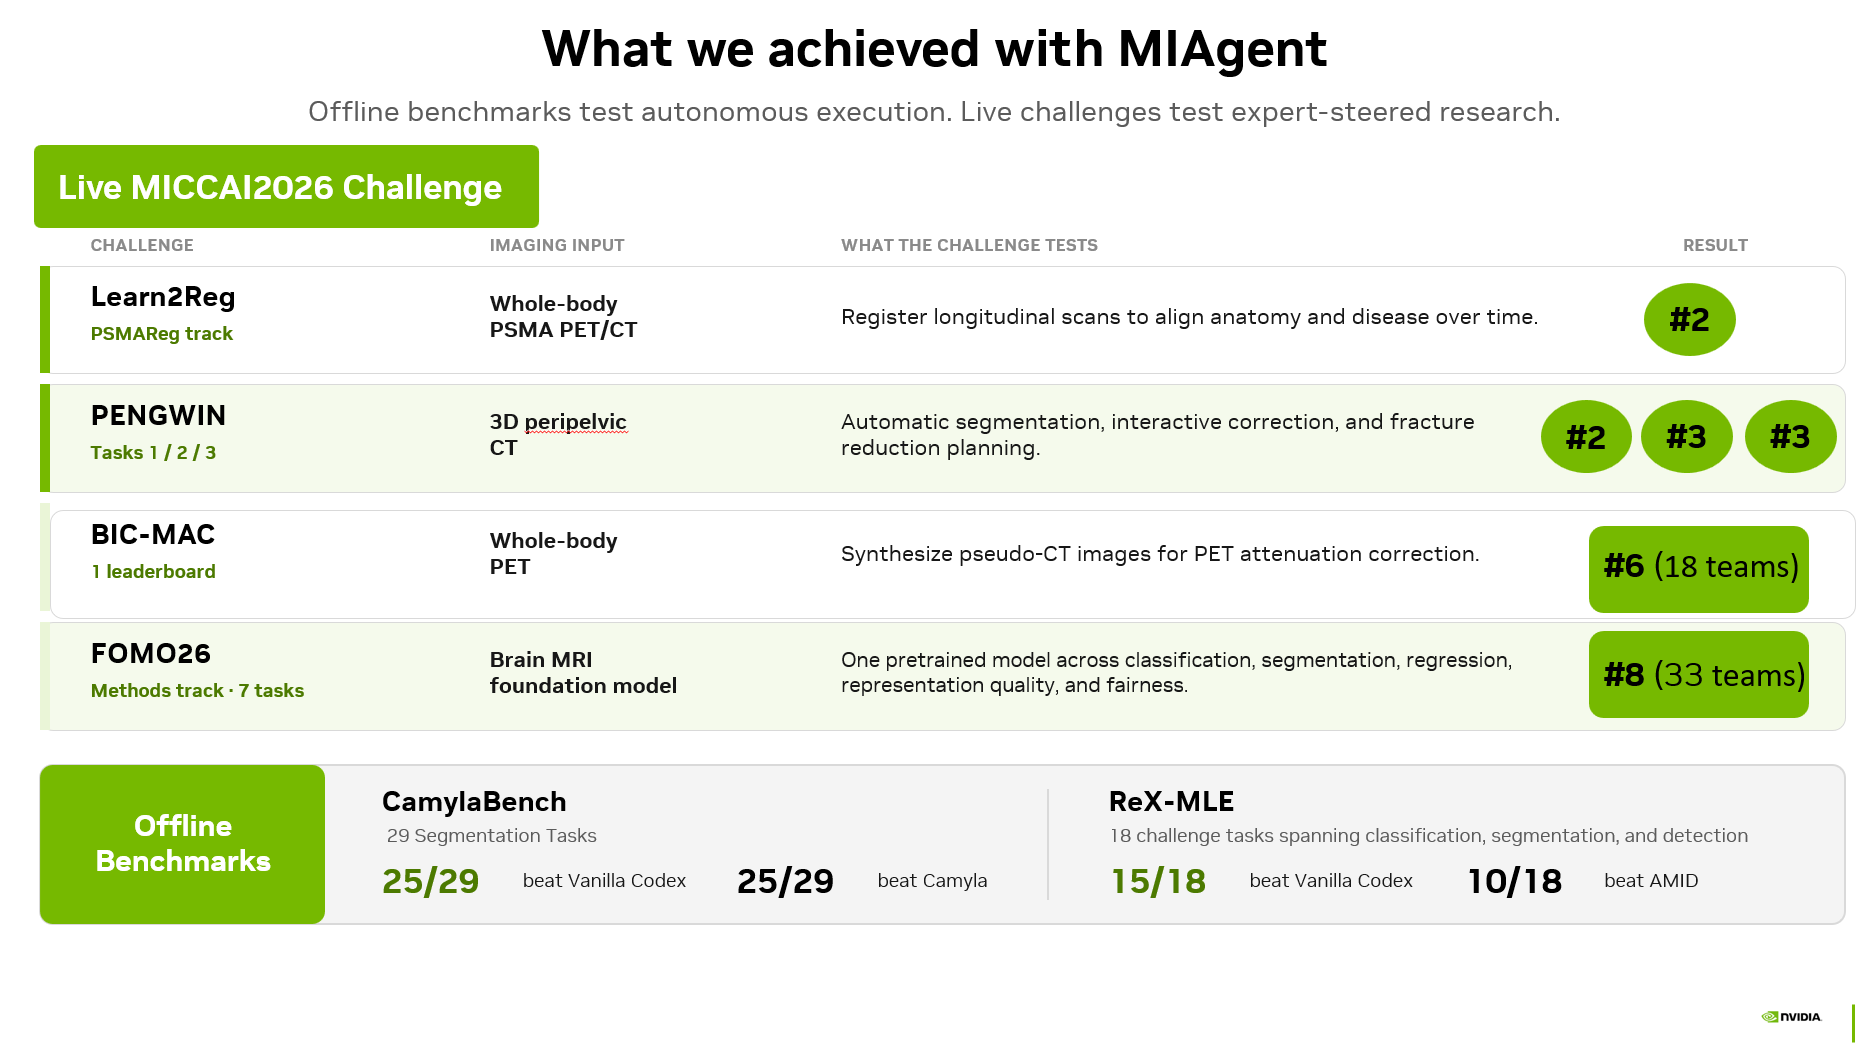 What we achieved with MIAgent
Offline benchmarks test autonomous execution. Live challenges test expert-steered research.
Live MICCAI2026 Challenge
CHALLENGE IMAGING INPUT WHAT THE CHALLENGE TESTS RESULT
Learn2Reg
PSMAReg track
Whole-body
PSMA PET/CT
Register longitudinal scans to align anatomy and disease over time.
#2
PENGWIN
Tasks 1 / 2 / 3
3D peripelvic
CT
Automatic segmentation, interactive correction, and fracture
reduction planning.
#2 #3 #3
BIC-MAC
1 leaderboard
Whole-body
PET
Synthesize pseudo-CT images for PET attenuation correction.
#6 (18 teams)
FOMO26
Methods track · 7 tasks
Brain MRI
foundation model
One pretrained model across classification, segmentation, regression,
representation quality, and fairness.
#8 (33 teams)
Offline
Benchmarks
CamylaBench
29 Segmentation Tasks
25/29 beat Vanilla Codex 25/29 beat Camyla
ReX-MLE
18 challenge tasks spanning classification, segmentation, and detection
15/18 beat Vanilla Codex 10/18 beat AMID
NVIDIA